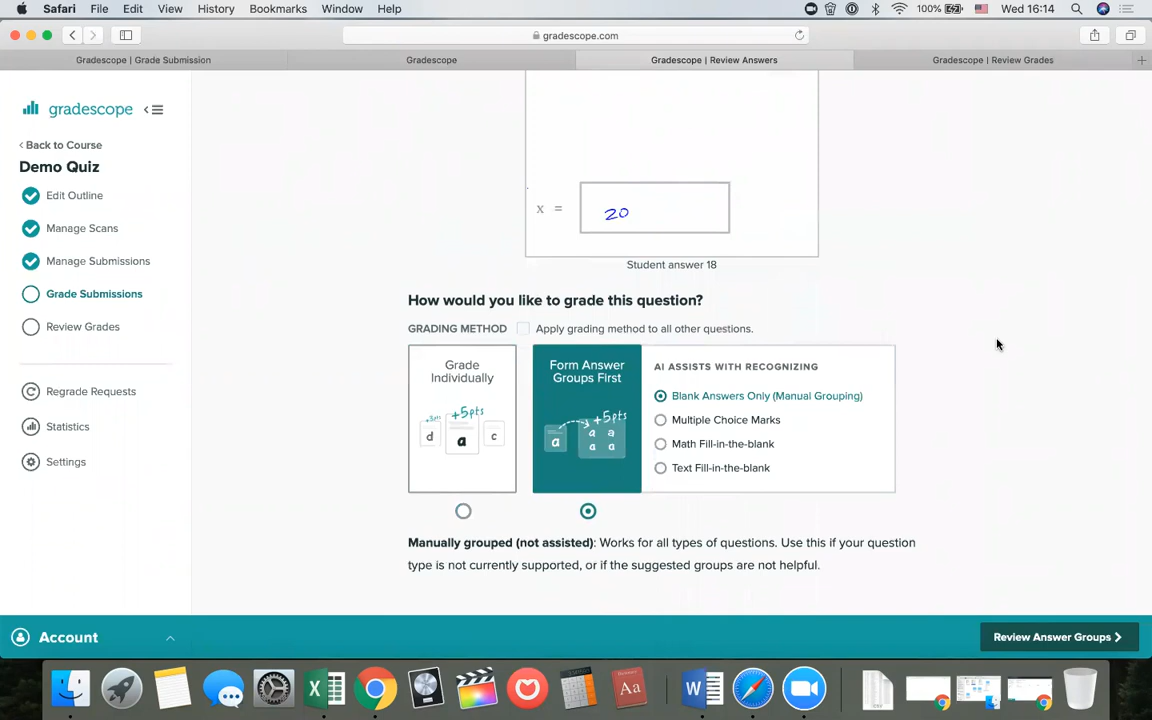 Safari File Edit View History Bookmarks Window Help 100% Wed 16:14
gradescope.com
Gradescope | Grade Submission Gradescope Gradescope | Review Answers Gradescope | Review Grades
gradescope
Back to Course
Demo Quiz
Edit Outline
Manage Scans
Manage Submissions
Grade Submissions
Review Grades
Regrade Requests
Statistics
Settings
x = 20
Student answer 18
How would you like to grade this question?
GRADING METHOD Apply grading method to all other questions.
Grade
Individually
+3pts +5pts
d a c
Form Answer
Groups First
+5pts
a a a
a a
AI ASSISTS WITH RECOGNIZING
Blank Answers Only (Manual Grouping)
Multiple Choice Marks
Math Fill-in-the-blank
Text Fill-in-the-blank
Manually grouped (not assisted): Works for all types of questions. Use this if your question
type is not currently supported, or if the suggested groups are not helpful.
Account
Review Answer Groups
Aa